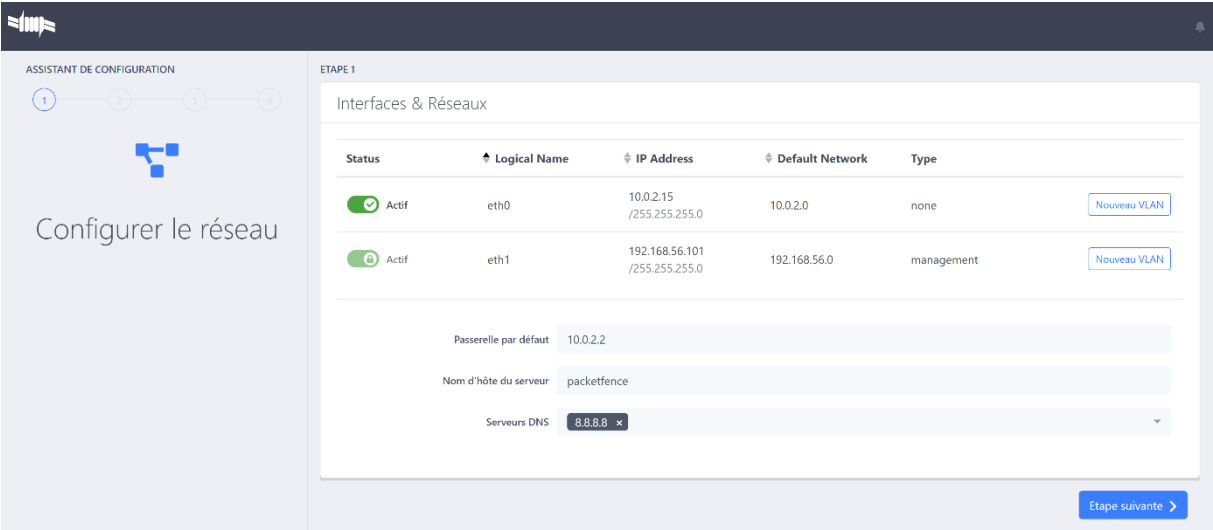 ASSISTANT DE CONFIGURATION
1 2 3 4
Configurer le réseau
ETAPE 1
Interfaces & Réseaux
Status Logical Name IP Address Default Network Type
Actif eth0 10.0.2.15 /255.255.255.0 10.0.2.0 none Nouveau VLAN
Actif eth1 192.168.56.101 /255.255.255.0 192.168.56.0 management Nouveau VLAN
Passerelle par défaut 10.0.2.2
Nom d'hôte du serveur packetfence
Serveurs DNS 8.8.8.8 ×
Etape suivante